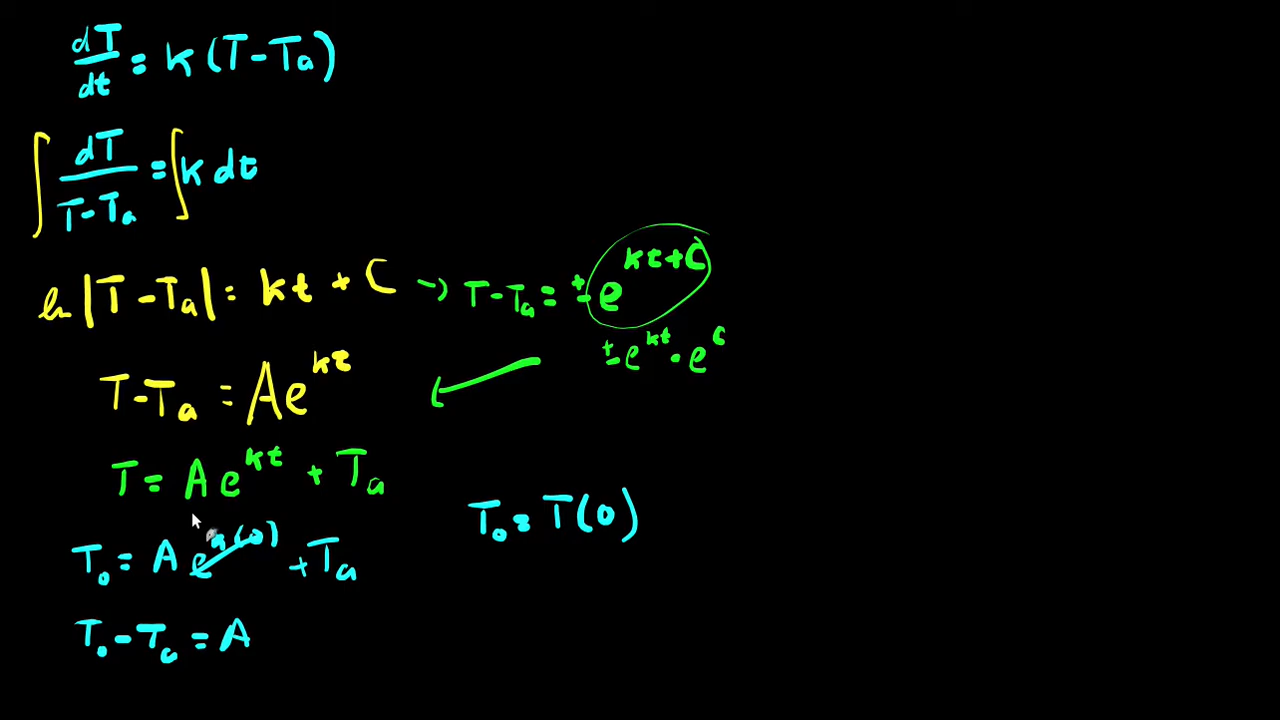 dT/dt = k (T-Ta)
∫ dT/(T-Ta) = ∫ k dt
ln |T-Ta| = kt + C → T-Ta = ± e^(kt+C)
± e^(kt) • e^C
T-Ta = Ae^(kt)
T = A e^(kt) + Ta
T₀ = T(0)
T₀ = A e^(k(0)) + Ta
T₀-Ta = A